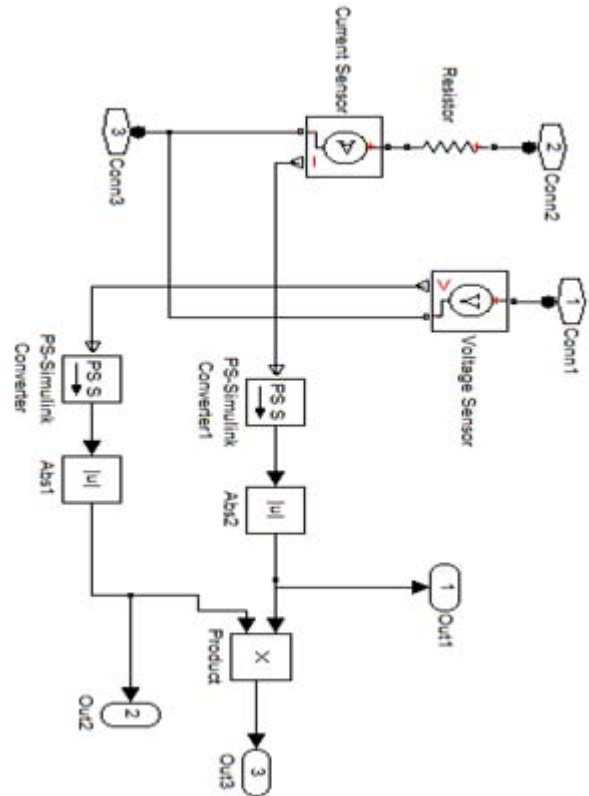 Current Sensor
Resistor
2
Conn2
A
+
+
I
3
Conn3
1
Conn1
V
+
V
Voltage Sensor
PS S
PS-Simulink
Converter1
|u|
Abs2
1
Out1
PS S
PS-Simulink
Converter
|u|
Abs1
X
Product
2
Out2
3
Out3